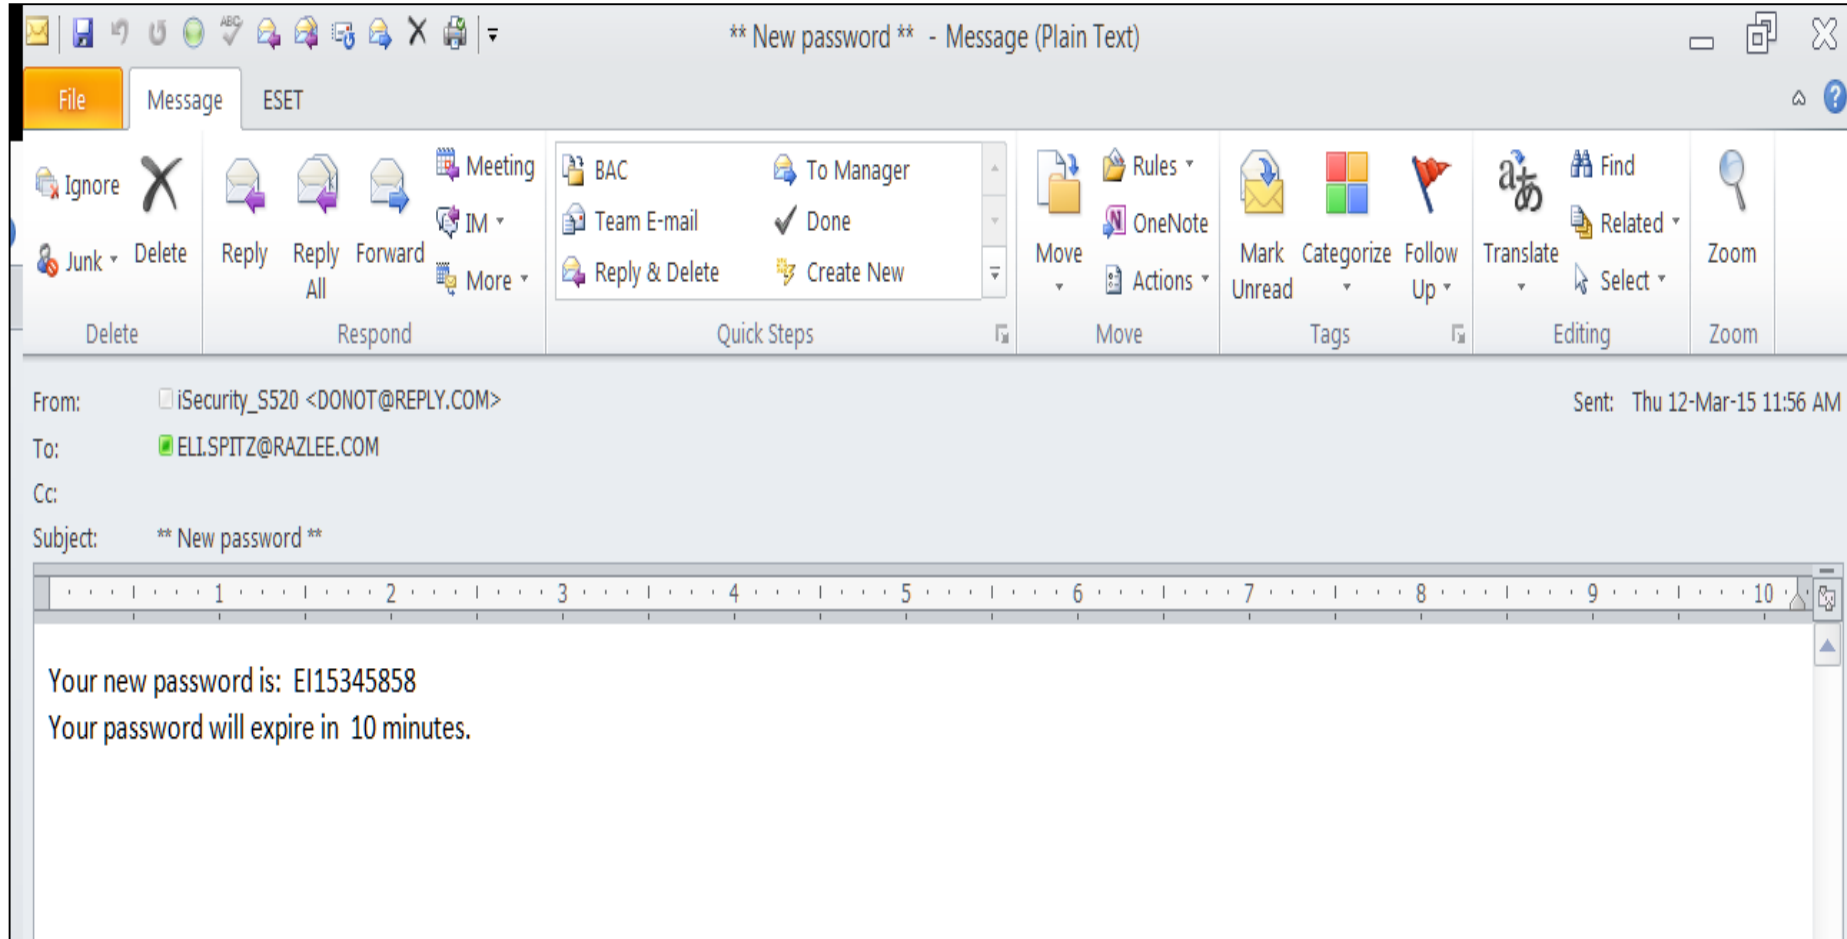 ** New password ** - Message (Plain Text)
File Message ESET
Ignore
Junk
Delete
Reply
Reply All
Forward
Meeting
IM
More
BAC
To Manager
Team E-mail
Done
Reply & Delete
Create New
Move
Rules
OneNote
Actions
Mark Unread
Categorize
Follow Up
Translate
Find
Related
Select
Zoom
Delete Respond Quick Steps Move Tags Editing Zoom
From: iSecurity_S520 <DONOT@REPLY.COM> Sent: Thu 12-Mar-15 11:56 AM
To: ELI.SPITZ@RAZLEE.COM
Cc:
Subject: ** New password **
1 2 3 4 5 6 7 8 9 10
Your new password is: EI15345858
Your password will expire in 10 minutes.